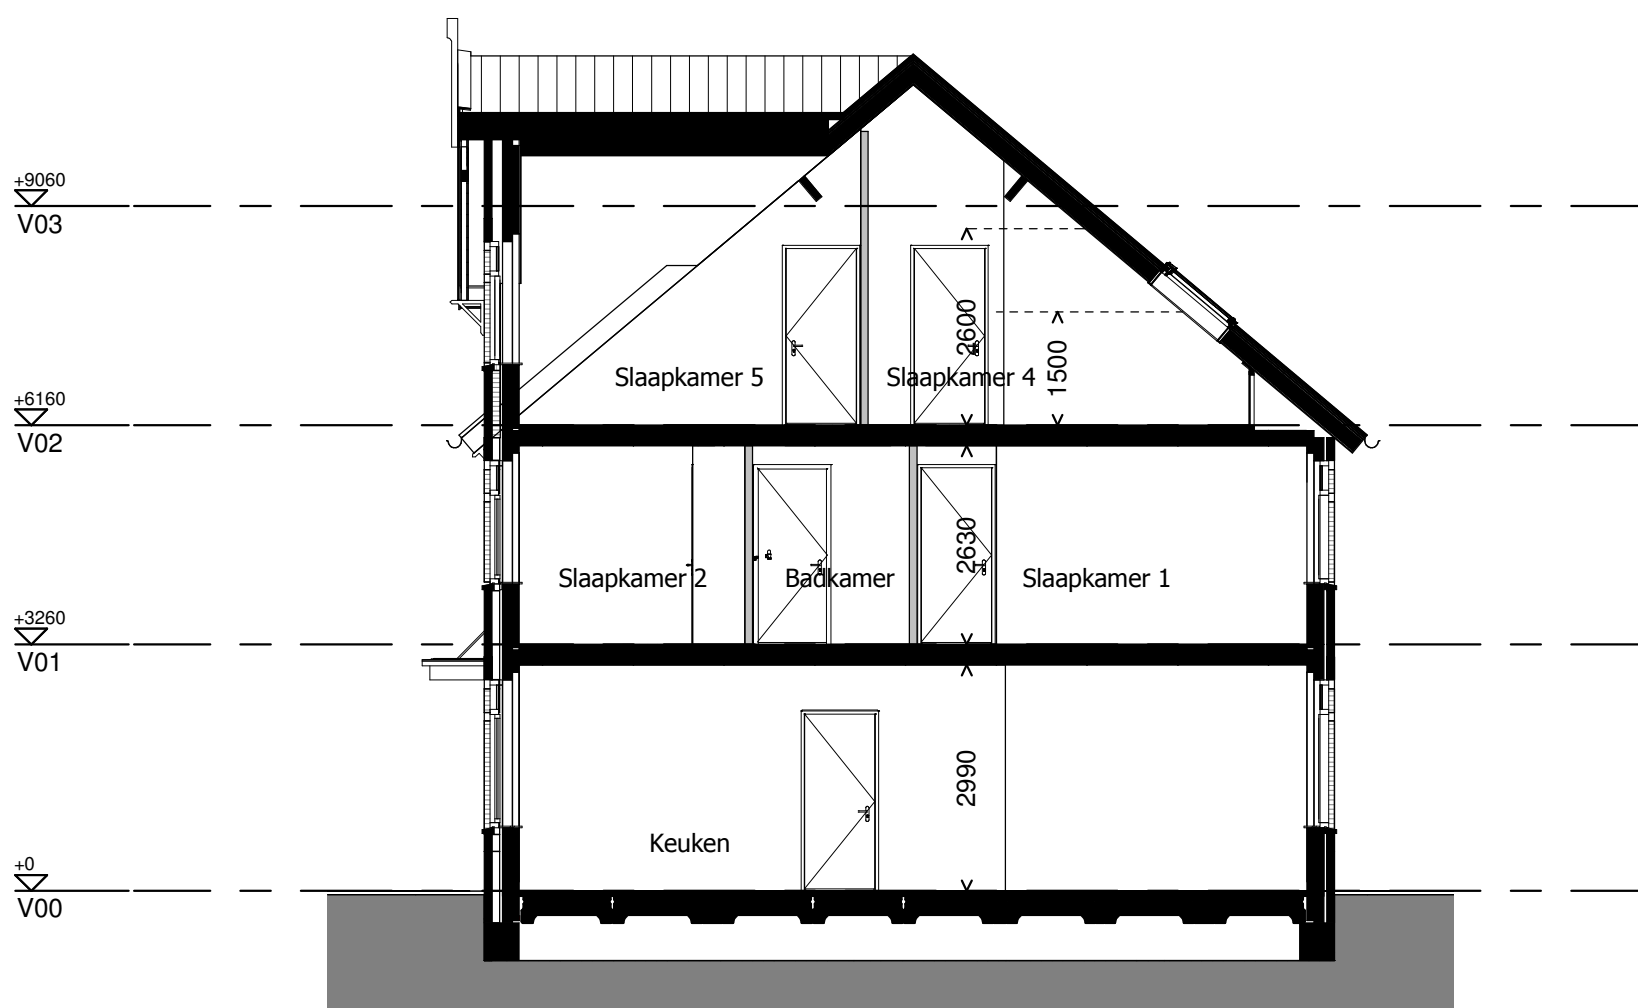 +9060
V03
2600
1500
Slaapkamer 5
Slaapkamer 4
+6160
V02
2630
Slaapkamer 2
Badkamer
Slaapkamer 1
+3260
V01
2990
Keuken
+0
V00